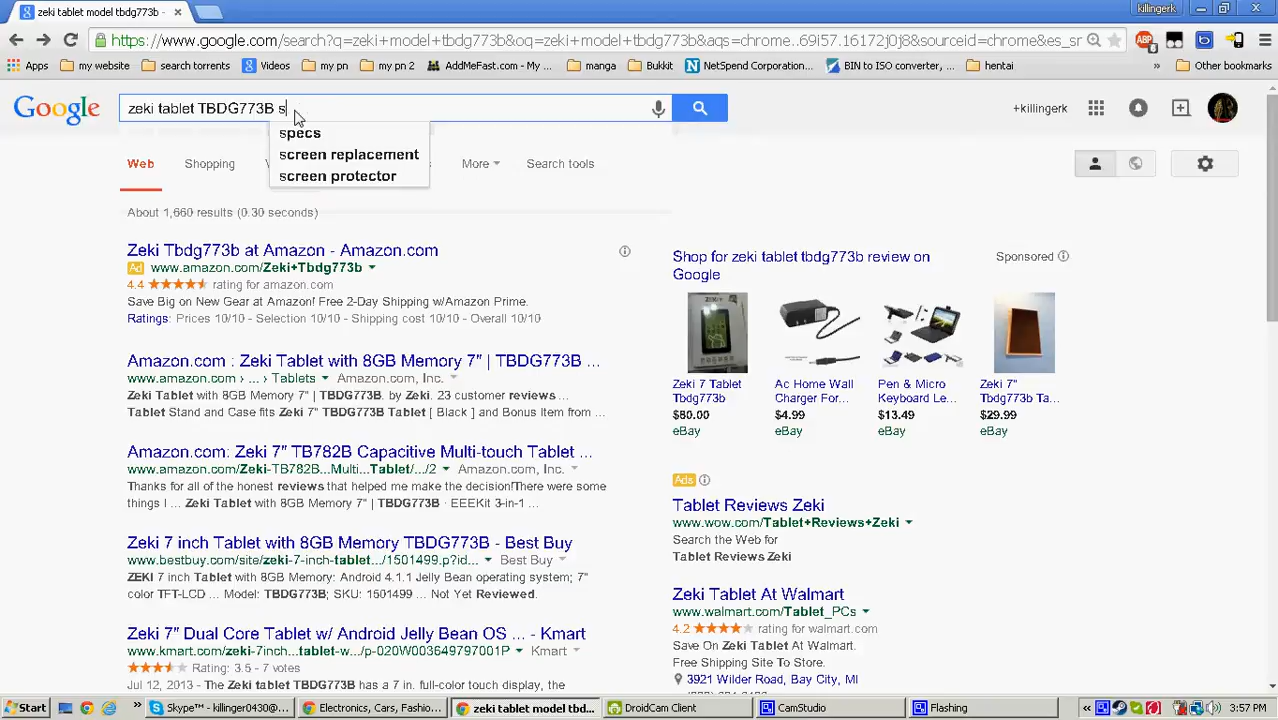 zeki tablet model tbdg773b - ×
killingerk
https://www.google.com/search?q=zeki+model+tbdg773b&oq=zeki+model+tbdg773b&aqs=chrome..69i57.16172j0j8&sourceid=chrome&es_sm
Apps my website search torrents Videos my pn my pn 2 AddMeFast.com - My ... manga Bukkit NetSpend Corporation... BIN to ISO converter, ... hentai » Other bookmarks
Google zeki tablet TBDG773B s +killingerk
specs
screen replacement
screen protector
Web Shopping More Search tools
About 1,660 results (0.30 seconds)
Zeki Tbdg773b at Amazon - Amazon.com
Ad www.amazon.com/Zeki+Tbdg773b
4.4 rating for amazon.com
Save Big on New Gear at Amazon! Free 2-Day Shipping w/Amazon Prime.
Ratings: Prices 10/10 - Selection 10/10 - Shipping cost 10/10 - Overall 10/10
Amazon.com : Zeki Tablet with 8GB Memory 7" | TBDG773B ...
www.amazon.com › ... › Tablets Amazon.com, Inc.
Zeki Tablet with 8GB Memory 7" | TBDG773B. by Zeki. 23 customer reviews ...
Tablet Stand and Case fits Zeki 7" TBDG773B Tablet [ Black ] and Bonus Item from ...
Amazon.com: Zeki 7" TB782B Capacitive Multi-touch Tablet ...
www.amazon.com/Zeki-TB782B...Multi...Tablet/.../2 Amazon.com, Inc.
Thanks for all of the honest reviews that helped me make the decision!There were some
things I ... Zeki Tablet with 8GB Memory 7" | TBDG773B · EEEKit 3-in-1 ...
Zeki 7 inch Tablet with 8GB Memory TBDG773B - Best Buy
www.bestbuy.com/site/zeki-7-inch-tablet.../1501499.p?id... Best Buy
ZEKI 7 inch Tablet with 8GB Memory: Android 4.1.1 Jelly Bean operating system; 7"
color TFT-LCD ... Model: TBDG773B; SKU: 1501499 ... Not Yet Reviewed.
Zeki 7" Dual Core Tablet w/ Android Jelly Bean OS ... - Kmart
www.kmart.com/zeki-7inch...tablet-w.../p-020W003649797001P Kmart
Rating: 3.5 - 7 votes
Jul 12, 2013 - The Zeki tablet TBDG773B has a 7 in. full-color touch display, the
Shop for zeki tablet tbdg773b review on
Google
Sponsored
Zeki 7 Tablet
Tbdg773b
$80.00
eBay
Ac Home Wall
Charger For...
$4.99
eBay
Pen & Micro
Keyboard Le...
$13.49
eBay
Zeki 7"
Tbdg773b Ta...
$29.99
eBay
Ads
Tablet Reviews Zeki
www.wow.com/Tablet+Reviews+Zeki
Search the Web for
Tablet Reviews Zeki
Zeki Tablet At Walmart
www.walmart.com/Tablet_PCs
4.2 rating for walmart.com
Save On Zeki Tablet At Walmart.
Free Shipping Site To Store.
3921 Wilder Road, Bay City, MI
Start » Skype™ - killinger0430@... Electronics, Cars, Fashio... zeki tablet model tbd... DroidCam Client CamStudio Flashing « 3:57 PM